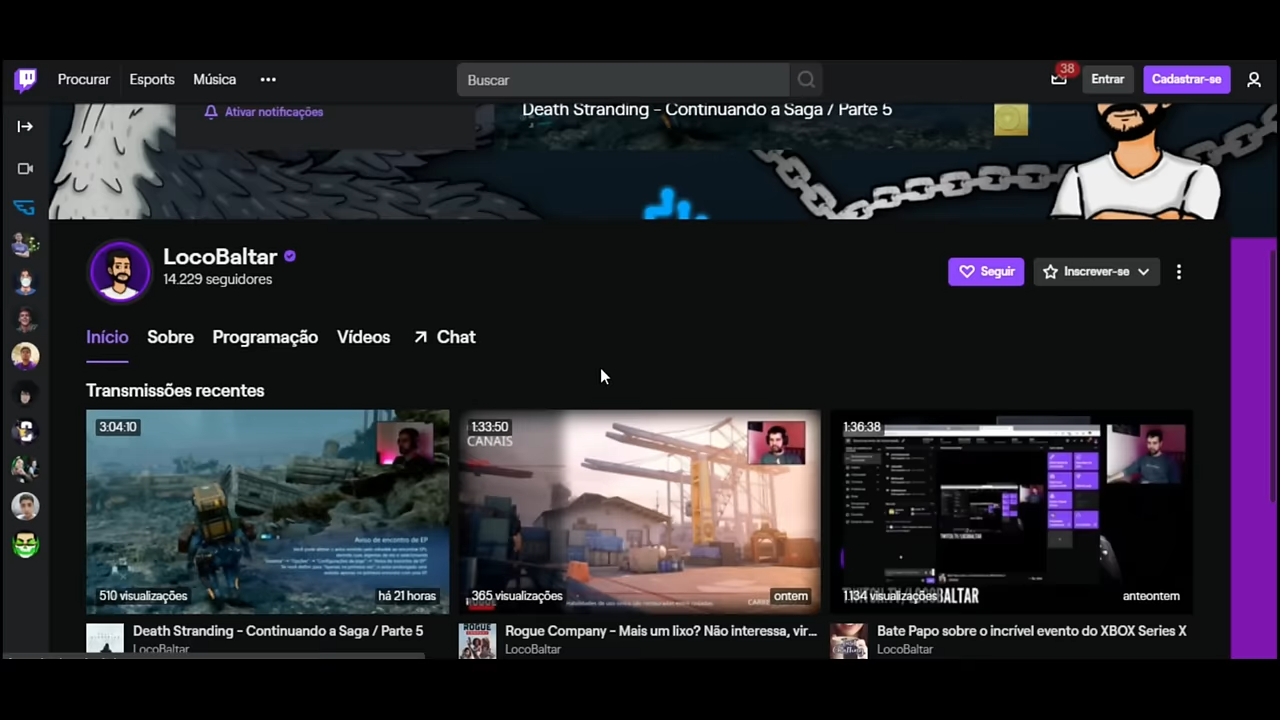 Procurar Esports Música ••• Buscar 38 Entrar Cadastrar-se
Ativar notificações
Death Stranding - Continuando a Saga / Parte 5
LocoBaltar
14.229 seguidores
Seguir Inscrever-se
Início Sobre Programação Vídeos Chat
Transmissões recentes
3:04:10
510 visualizações
há 21 horas
1:33:50
CANAIS
365 visualizações
ontem
1:36:38
1.134 visualizações
anteontem
Death Stranding - Continuando a Saga / Parte 5
LocoBaltar
Rogue Company - Mais um lixo? Não interessa, vir...
LocoBaltar
Bate Papo sobre o incrível evento do XBOX Series X
LocoBaltar